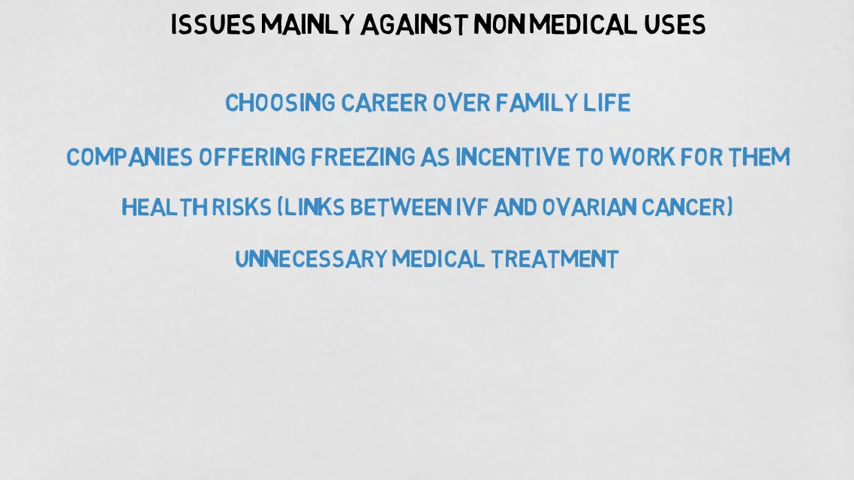 ISSUES MAINLY AGAINST NON MEDICAL USES
CHOOSING CAREER OVER FAMILY LIFE
COMPANIES OFFERING FREEZING AS INCENTIVE TO WORK FOR THEM
HEALTH RISKS (LINKS BETWEEN IVF AND OVARIAN CANCER)
UNNECESSARY MEDICAL TREATMENT